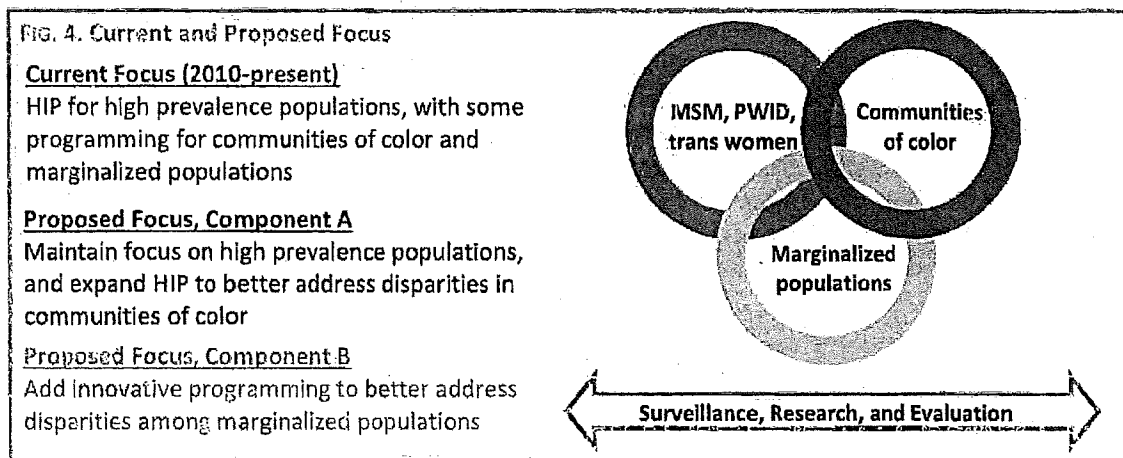 FIG. 4. Current and Proposed Focus
Current Focus (2010-present)
HIP for high prevalence populations, with some
programming for communities of color and
marginalized populations
Proposed Focus, Component A
Maintain focus on high prevalence populations,
and expand HIP to better address disparities in
communities of color
Proposed Focus, Component B
Add innovative programming to better address
disparities among marginalized populations
MSM, PWID,
trans women
Communities
of color
Marginalized
populations
Surveillance, Research, and Evaluation